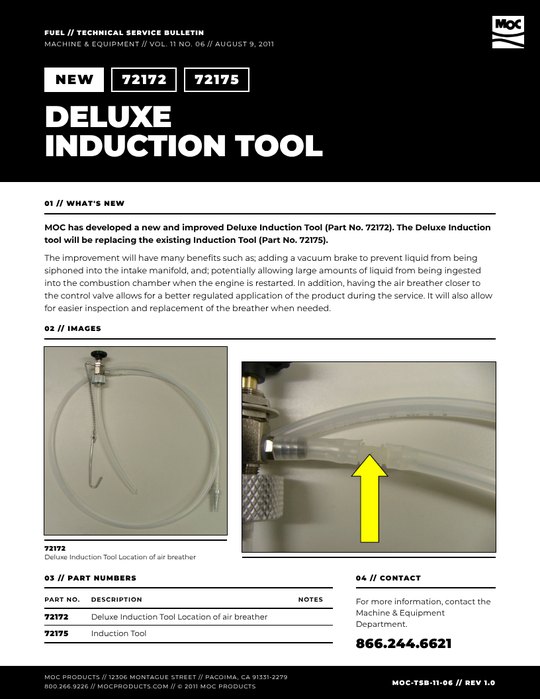 FUEL // TECHNICAL SERVICE BULLETIN
MACHINE & EQUIPMENT // VOL. 11 NO. 06 // AUGUST 9, 2011
MOC
NEW 72172 72175
DELUXE
INDUCTION TOOL
01 // WHAT'S NEW
MOC has developed a new and improved Deluxe Induction Tool (Part No. 72172). The Deluxe Induction
tool will be replacing the existing Induction Tool (Part No. 72175).
The improvement will have many benefits such as; adding a vacuum brake to prevent liquid from being
siphoned into the intake manifold, and; potentially allowing large amounts of liquid from being ingested
into the combustion chamber when the engine is restarted. In addition, having the air breather closer to
the control valve allows for a better regulated application of the product during the service. It will also allow
for easier inspection and replacement of the breather when needed.
02 // IMAGES
72172
Deluxe Induction Tool Location of air breather
03 // PART NUMBERS
PART NO. DESCRIPTION NOTES
72172 Deluxe Induction Tool Location of air breather
72175 Induction Tool
04 // CONTACT
For more information, contact the
Machine & Equipment
Department.
866.244.6621
MOC PRODUCTS // 12306 MONTAGUE STREET // PACOIMA, CA 91331-2279
800.266.9226 // MOCPRODUCTS.COM // © 2011 MOC PRODUCTS
MOC-TSB-11-06 // REV 1.0